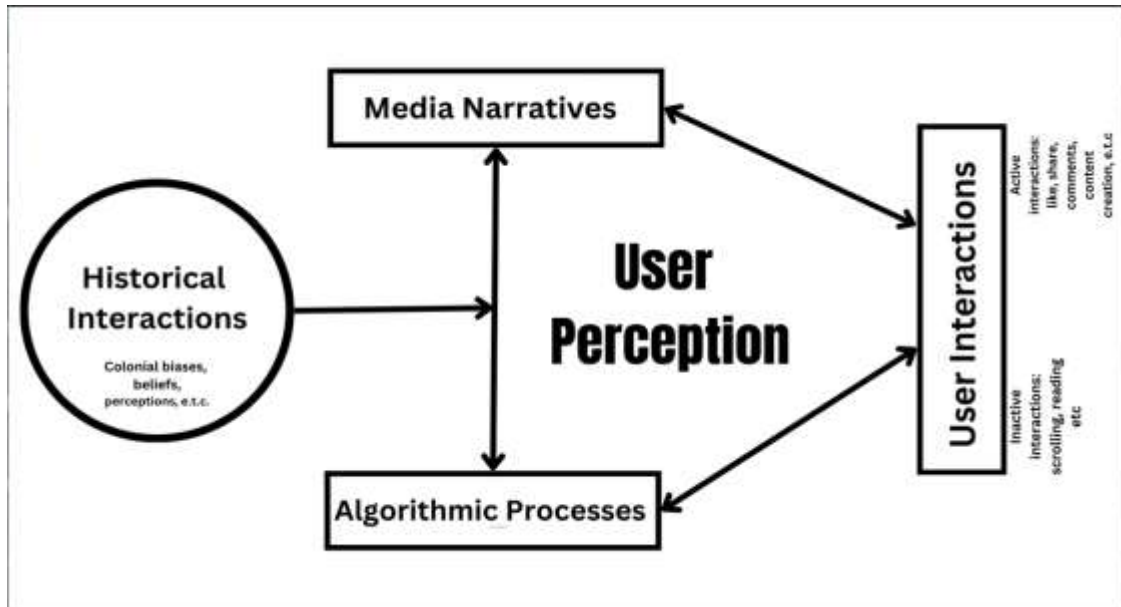 Media Narratives
Historical
Interactions
Colonial biases,
beliefs,
perceptions, e.t.c.
User
Perception
Algorithmic Processes
User Interactions
Active
interactions:
like, share,
comments,
content
creation, e.t.c
Inactive
interactions:
scrolling, reading
etc